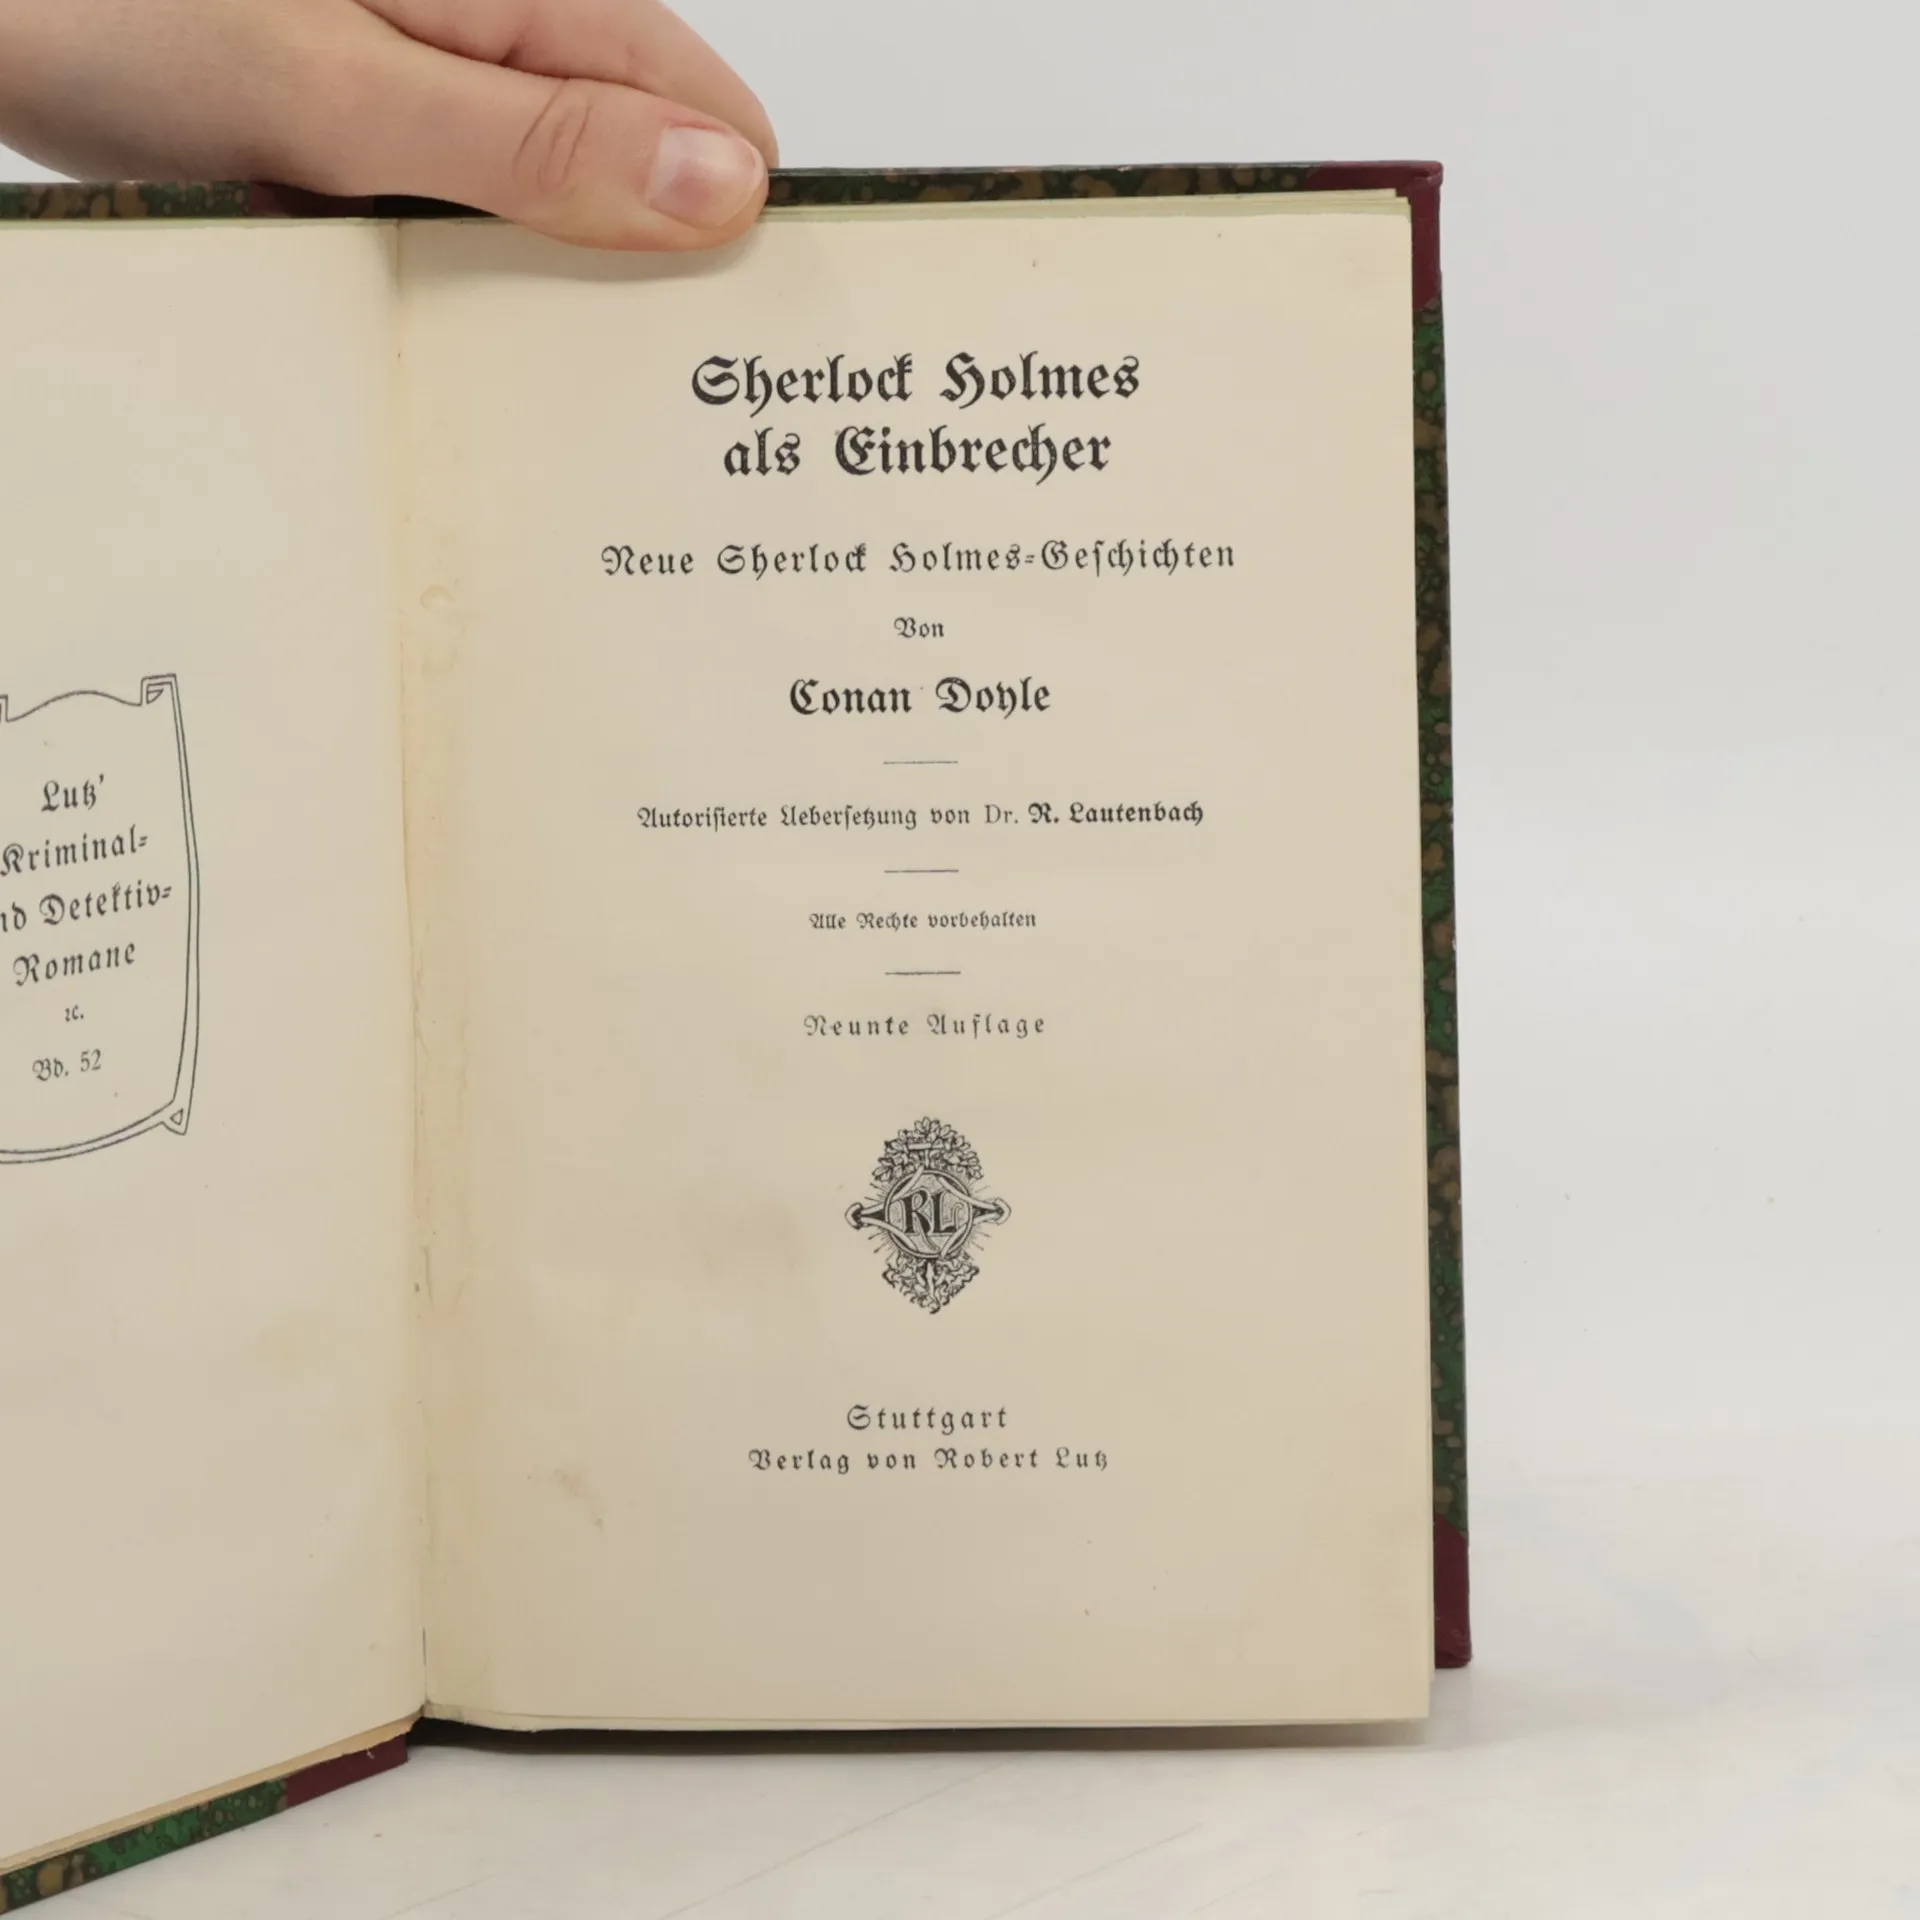 Lutz'
Kriminal-
nd Detektiv-
Romane
ꝛc.
Bd. 52
Sherlock Holmes
als Einbrecher
Neue Sherlock Holmes-Geſchichten
Von
Conan Doyle
Autoriſierte Ueberſetzung von Dr. R. Lautenbach
Alle Rechte vorbehalten
Neunte Auflage
RL
Stuttgart
Verlag von Robert Lutz